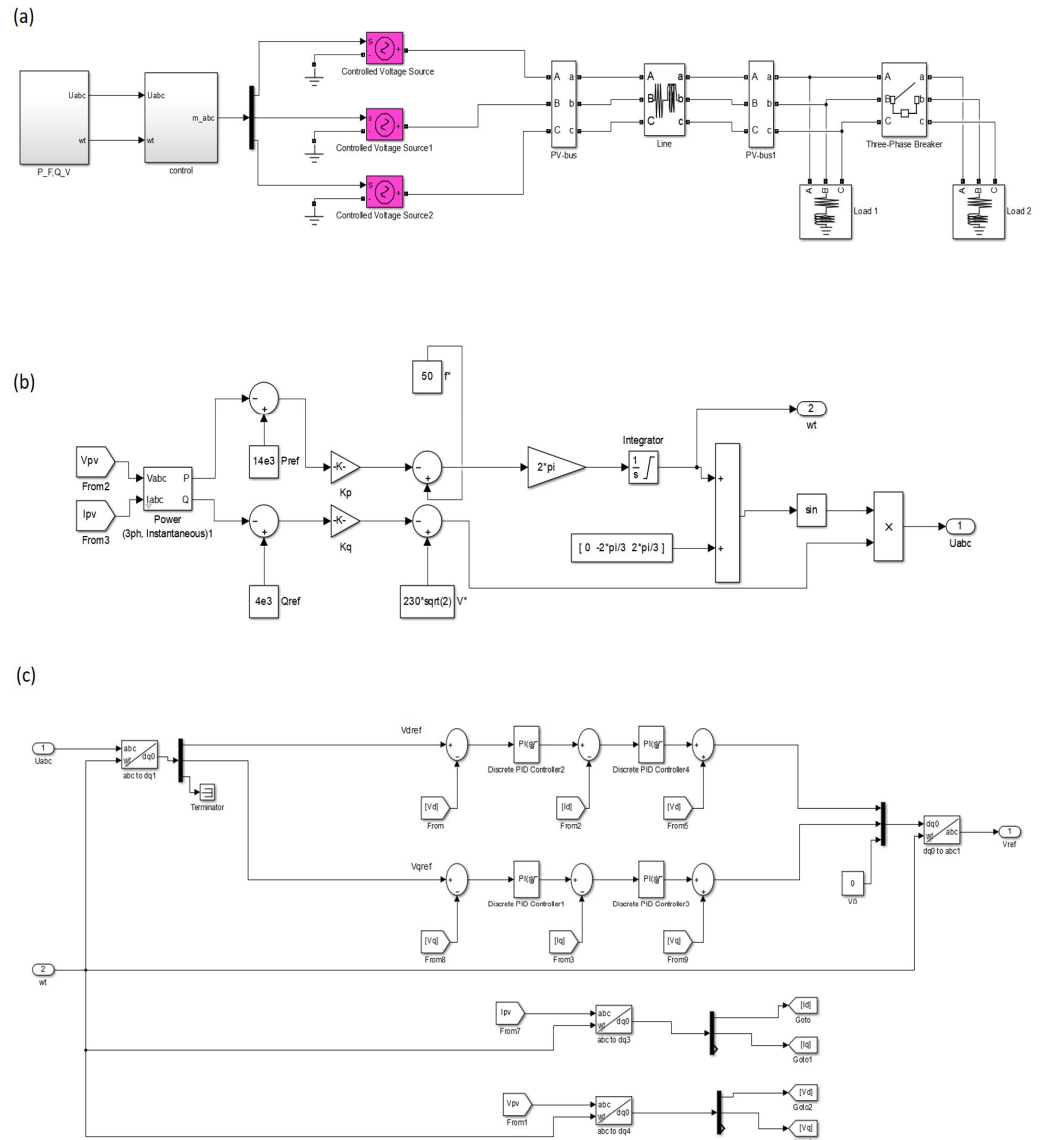 (a)
Uabc
wt
P_F,Q_V
Uabc
wt
m_abc
control
s
-
+
Controlled Voltage Source
s
-
+
Controlled Voltage Source1
s
-
+
Controlled Voltage Source2
A a
B b
C c
PV-bus
A a
B b
C c
Line
A a
B b
C c
PV-bus1
A a
B b
C c
Three-Phase Breaker
A B C
Load 1
A B C
Load 2
(b)
50
f*
Vpv
From2
Ipv
From3
Vabc
Iabc
P
Q
Power
(3ph, Instantaneous)1
-
+
14e3
Pref
-K-
Kp
-
+
2*pi
Integrator
1
s
2
wt
-
+
4e3
Qref
-K-
Kq
-
+
230*sqrt(2)
V*
[ 0 -2*pi/3 2*pi/3 ]
+
+
sin
×
1
Uabc
(c)
1
Uabc
abc
wt
dq0
abc to dq1
Terminator
Vdref
+
-
[Vd]
From
PI(s)
Discrete PID Controller2
+
-
[Id]
From2
PI(s)
Discrete PID Controller4
+
+
[Vd]
From5
Vqref
+
-
[Vq]
From8
PI(s)
Discrete PID Controller1
+
-
[Iq]
From3
PI(s)
Discrete PID Controller3
+
+
[Vq]
From9
0
V0
dq0
wt
abc
dq0 to abc1
1
Vref
2
wt
Ipv
From7
abc
wt
dq0
abc to dq3
[Id]
Goto
[Iq]
Goto1
Vpv
From1
abc
wt
dq0
abc to dq4
[Vd]
Goto2
[Vq]